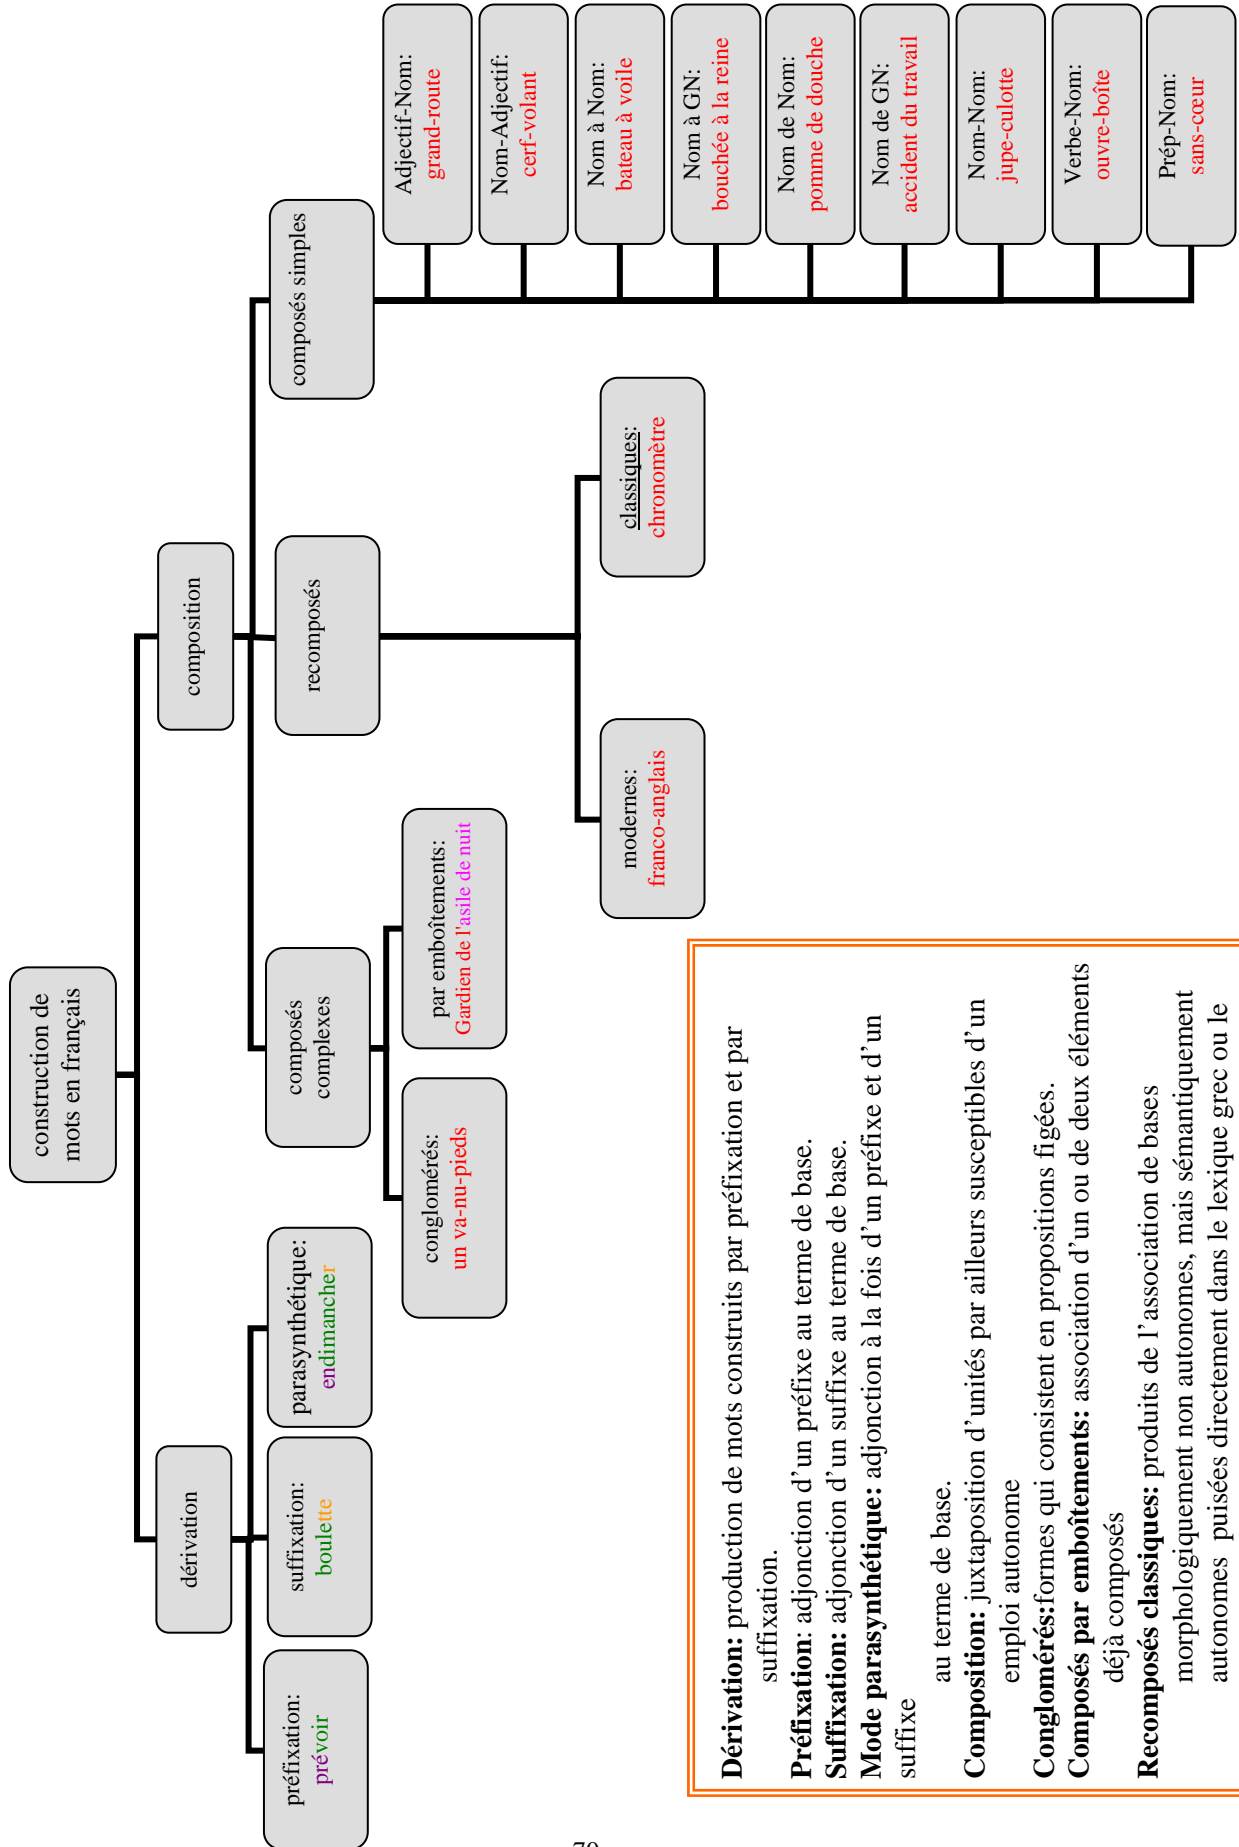 construction de
mots en français
dérivation
composition
préfixation:
prévoir
suffixation:
boulette
parasynthétique:
endimancher
composés
complexes
recomposés
composés simples
conglomérés:
un va-nu-pieds
par emboîtements:
Gardien de l'asile de nuit
modernes:
franco-anglais
classiques:
chronomètre
Adjectif-Nom:
grand-route
Nom-Adjectif:
cerf-volant
Nom à Nom:
bateau à voile
Nom à GN:
bouchée à la reine
Nom de Nom:
pomme de douche
Nom de GN:
accident du travail
Nom-Nom:
jupe-culotte
Verbe-Nom:
ouvre-boîte
Prép-Nom:
sans-cœur
Dérivation: production de mots construits par préfixation et par
suffixation.
Préfixation: adjonction d’un préfixe au terme de base.
Suffixation: adjonction d’un suffixe au terme de base.
Mode parasynthétique: adjonction à la fois d’un préfixe et d’un
suffixe
au terme de base.
Composition: juxtaposition d’unités par ailleurs susceptibles d’un
emploi autonome
Conglomérés:formes qui consistent en propositions figées.
Composés par emboîtements: association d’un ou de deux éléments
déjà composés
Recomposés classiques: produits de l’association de bases
morphologiquement non autonomes, mais sémantiquement
autonomes puisées directement dans le lexique grec ou le